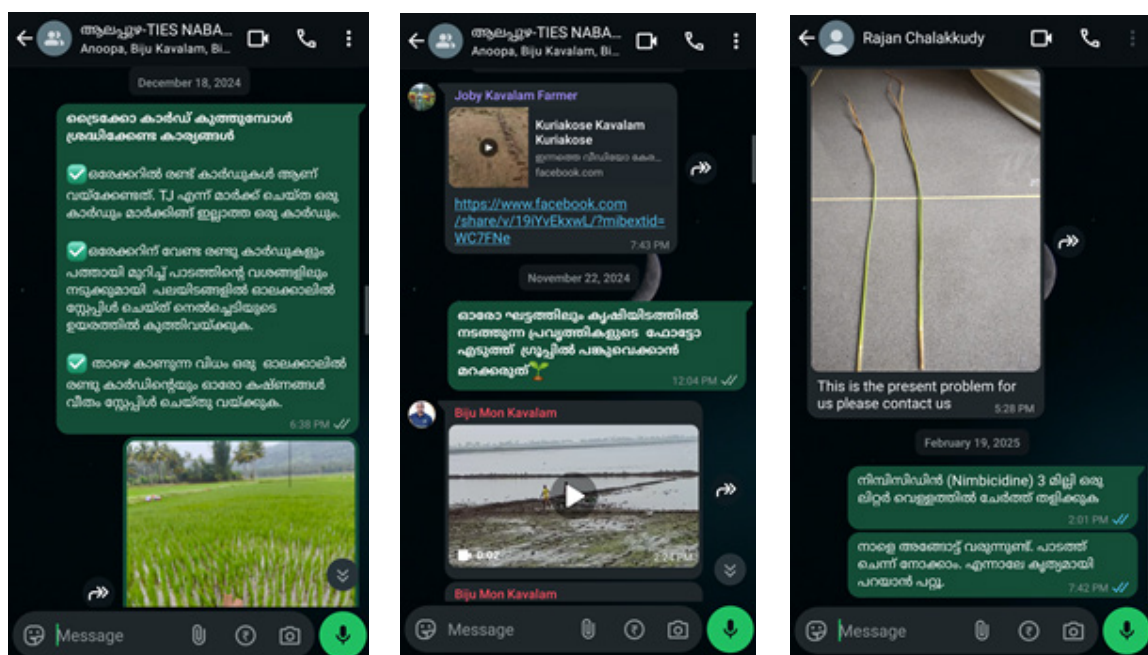 ആലപ്പുഴ-TIES NABA...
Anoopa, Biju Kavalam, Bi...
December 18, 2024
ട്രൈക്കോ കാർഡ് കുത്തുമ്പോൾ
ശ്രദ്ധിക്കേണ്ട കാര്യങ്ങൾ
✅ഒരേക്കറിൽ രണ്ട് കാർഡുകൾ ആണ്
വയ്ക്കേണ്ടത്. TJ എന്ന് മാർക്ക് ചെയ്ത ഒരു
കാർഡും മാർക്കിങ്ങ് ഇല്ലാത്ത ഒരു കാർഡും.
✅ഒരേക്കറിന് വേണ്ട രണ്ടു കാർഡുകളും
പത്തായി മുറിച്ച് പാടത്തിന്റെ വശങ്ങളിലും
നടുക്കുമായി പലയിടങ്ങളിൽ ഓലക്കാലിൽ
സ്റ്റേപ്പിൾ ചെയ്ത് നെൽച്ചെടിയുടെ
ഉയരത്തിൽ കുത്തിവയ്ക്കുക.
✅ താഴെ കാണുന്ന വിധം ഒരു ഓലക്കാലിൽ
രണ്ടു കാർഡിന്റെയും ഓരോ കഷ്ണങ്ങൾ
വീതം സ്റ്റേപ്പിൾ ചെയ്തു വയ്ക്കുക.
6:38 PM
Message
ആലപ്പുഴ-TIES NABA...
Anoopa, Biju Kavalam, Bi...
Joby Kavalam Farmer
Kuriakose Kavalam
Kuriakose
ഇന്നത്തെ വീഡിയോ കേര...
facebook.com
https://www.facebook.com
/share/v/19iYvEkxwL/?mibextid=
WC7FNe
7:43 PM
November 22, 2024
ഓരോ ഘട്ടത്തിലും കൃഷിയിടത്തിൽ
നടത്തുന്ന പ്രവൃത്തികളുടെ ഫോട്ടോ
എടുത്ത് ഗ്രൂപ്പിൽ പങ്കുവെക്കാൻ
മറക്കരുത്🌱
12:04 PM
Biju Mon Kavalam
0:02
2:24 PM
Biju Mon Kavalam
Message
Rajan Chalakkudy
This is the present problem for
us please contact us
5:28 PM
February 19, 2025
നിമ്പിസിഡിൻ (Nimbicidine) 3 മില്ലി ഒരു
ലിറ്റർ വെള്ളത്തിൽ ചേർത്ത് തളിക്കുക
2:01 PM
നാളെ അങ്ങോട്ട് വരുന്നുണ്ട്. പാടത്ത്
ചെന്ന് നോക്കാം. എന്നാലേ കൃത്യമായി
പറയാൻ പറ്റൂ.
7:42 PM
Message